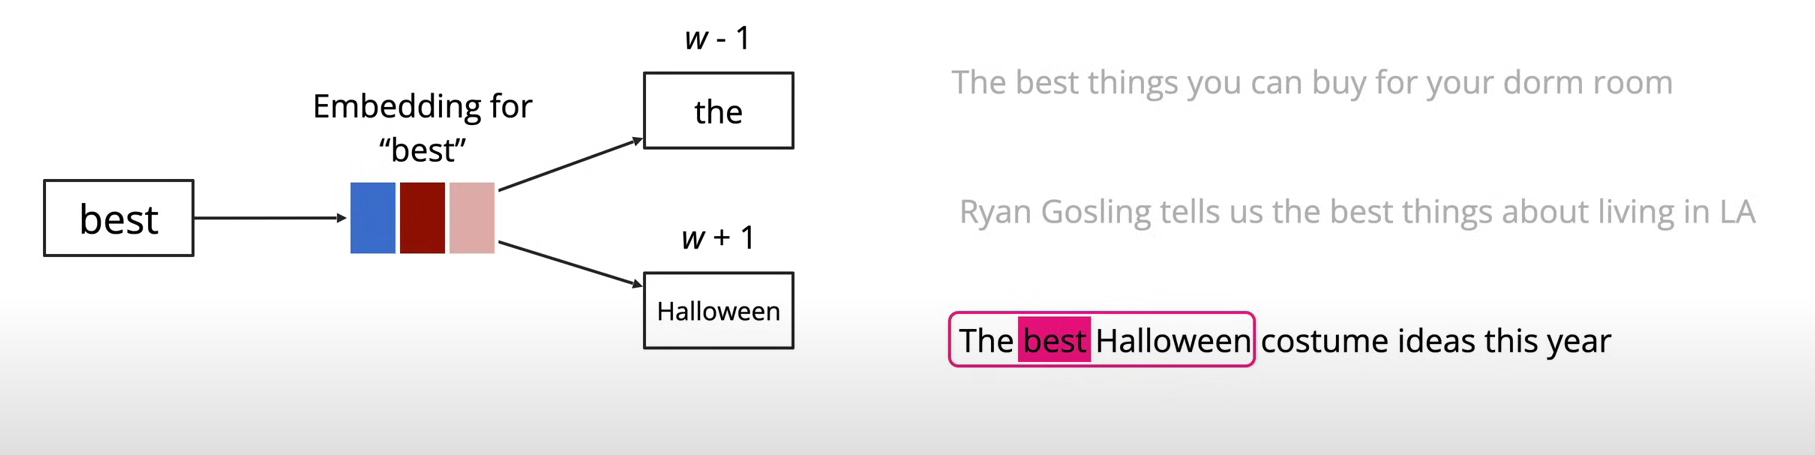 w - 1
the
Embedding for
“best”
best
w + 1
Halloween
The best things you can buy for your dorm room
Ryan Gosling tells us the best things about living in LA
The best Halloween costume ideas this year